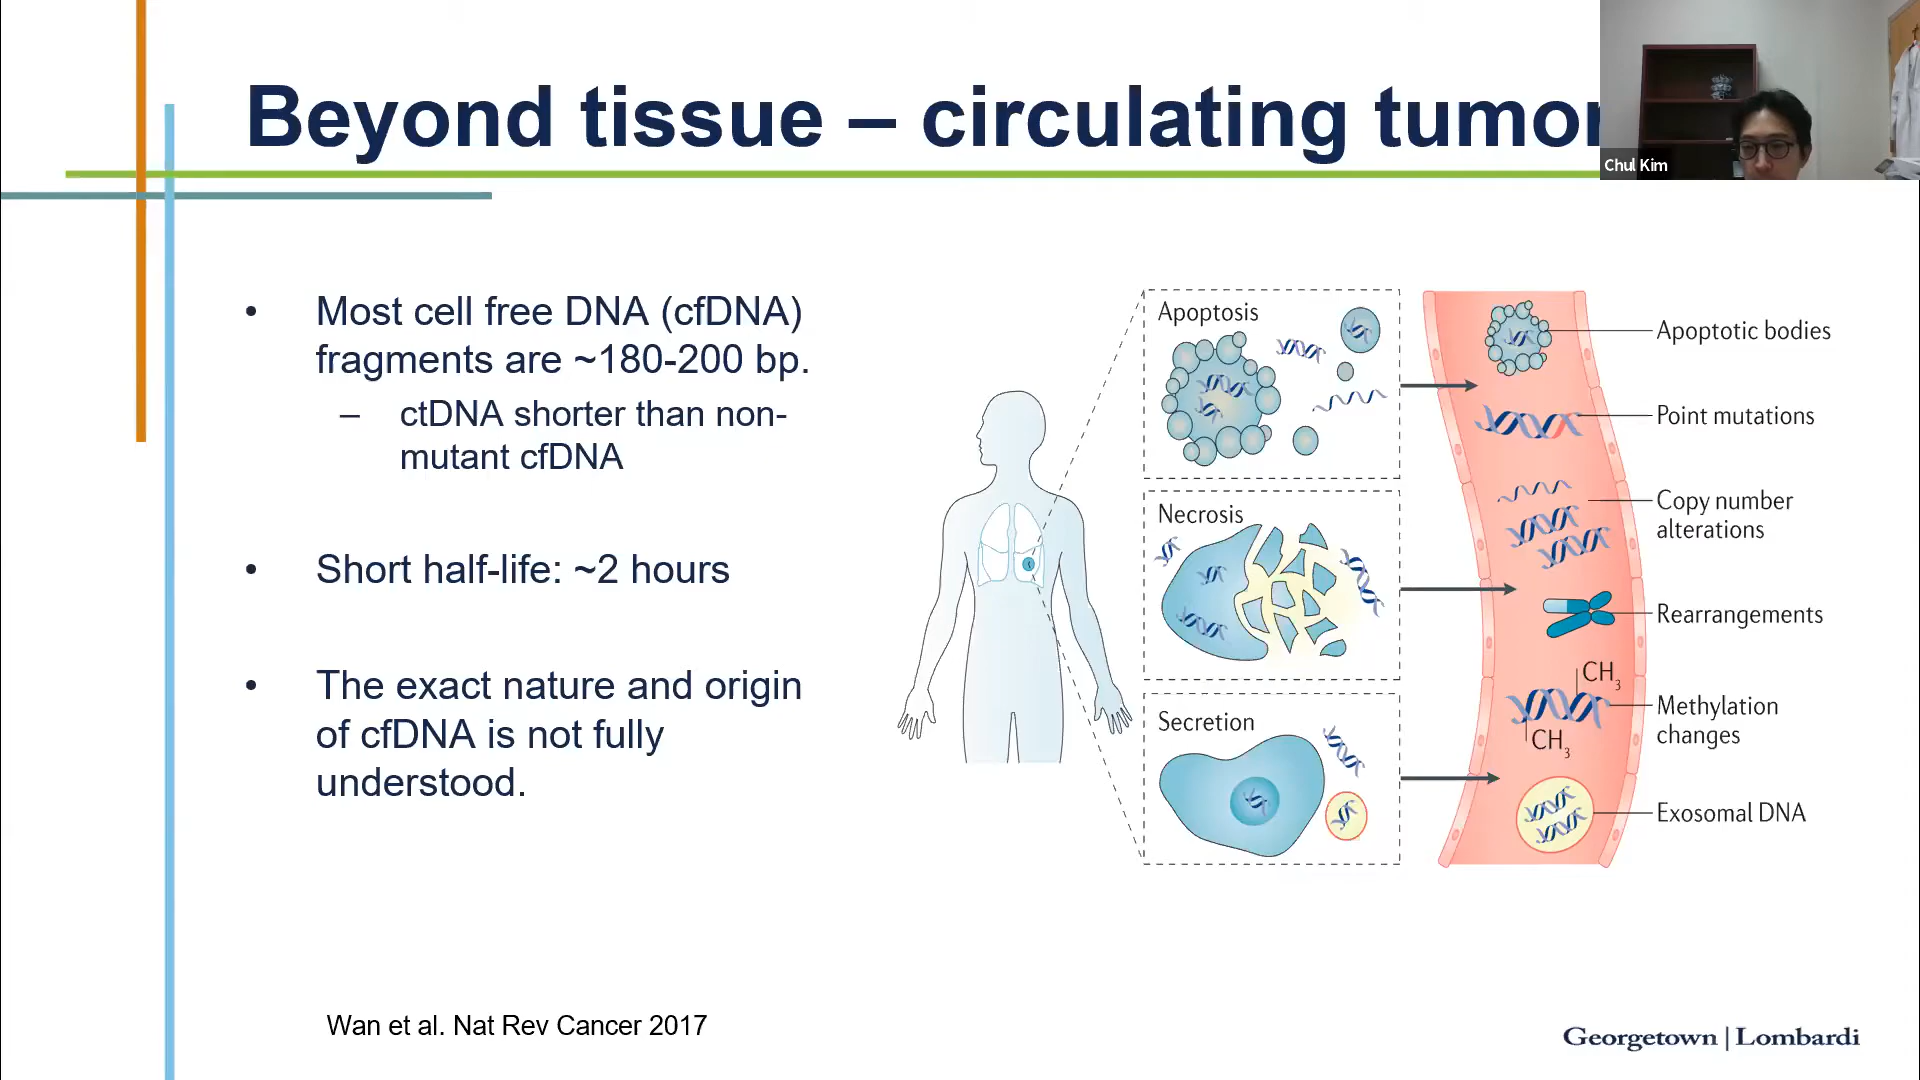 Beyond tissue – circulating tumor
Chul Kim
• Most cell free DNA (cfDNA)
fragments are ~180-200 bp.
– ctDNA shorter than non-
mutant cfDNA
• Short half-life: ~2 hours
• The exact nature and origin
of cfDNA is not fully
understood.
Apoptosis
Necrosis
Secretion
Apoptotic bodies
Point mutations
Copy number
alterations
Rearrangements
CH3
Methylation
changes
CH3
Exosomal DNA
Wan et al. Nat Rev Cancer 2017
Georgetown | Lombardi